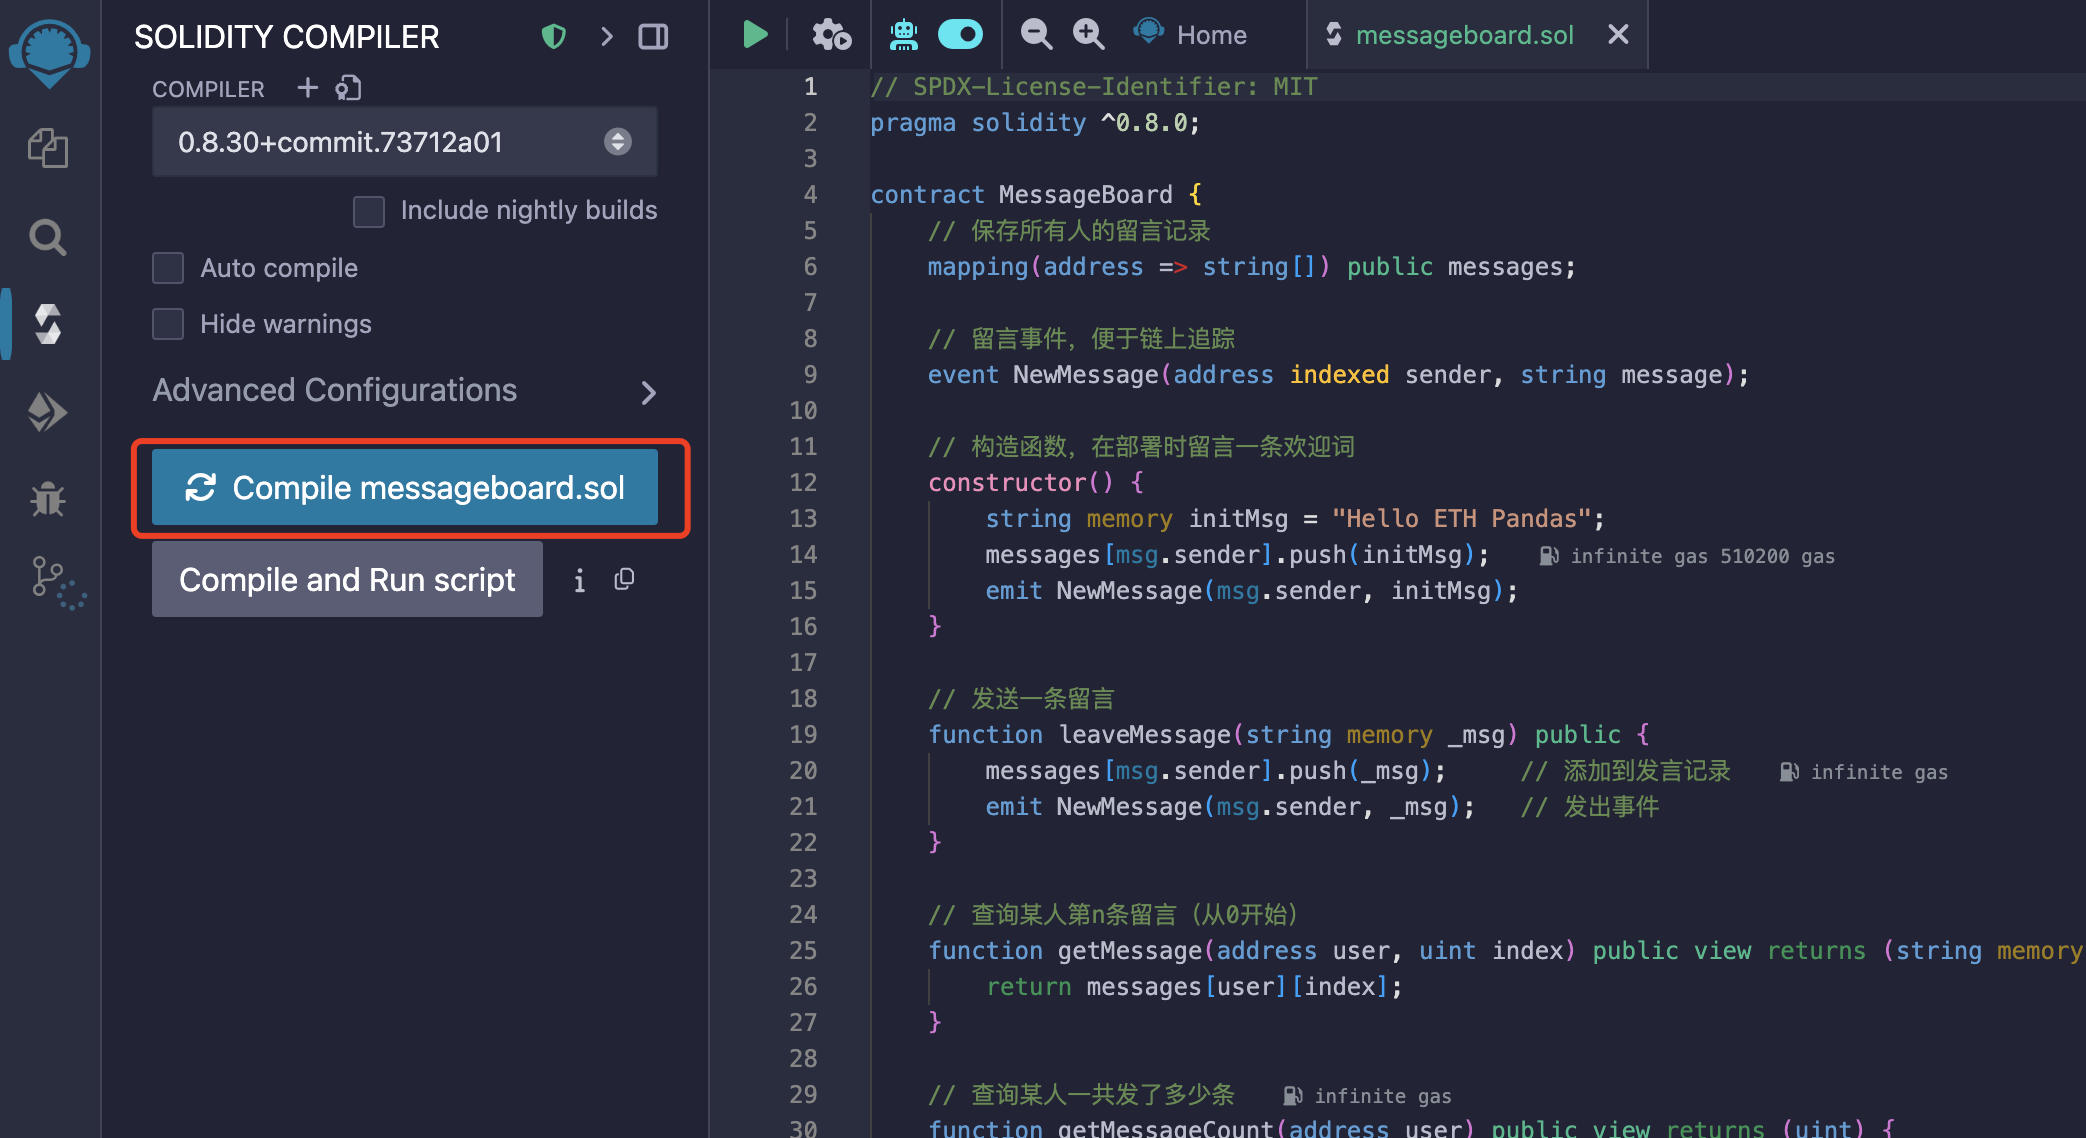 SOLIDITY COMPILER
COMPILER
0.8.30+commit.73712a01
Include nightly builds
Auto compile
Hide warnings
Advanced Configurations
Compile messageboard.sol
Compile and Run script
Home
messageboard.sol
1 // SPDX-License-Identifier: MIT
2 pragma solidity ^0.8.0;
3
4 contract MessageBoard {
5 // 保存所有人的留言记录
6 mapping(address => string[]) public messages;
7
8 // 留言事件，便于链上追踪
9 event NewMessage(address indexed sender, string message);
10
11 // 构造函数，在部署时留言一条欢迎词
12 constructor() {
13 string memory initMsg = "Hello ETH Pandas";
14 messages[msg.sender].push(initMsg); infinite gas 510200 gas
15 emit NewMessage(msg.sender, initMsg);
16 }
17
18 // 发送一条留言
19 function leaveMessage(string memory _msg) public {
20 messages[msg.sender].push(_msg); // 添加到发言记录 infinite gas
21 emit NewMessage(msg.sender, _msg); // 发出事件
22 }
23
24 // 查询某人第n条留言（从0开始）
25 function getMessage(address user, uint index) public view returns (string memory
26 return messages[user][index];
27 }
28
29 // 查询某人一共发了多少条 infinite gas
30 function getMessageCount(address user) public view returns (uint) {